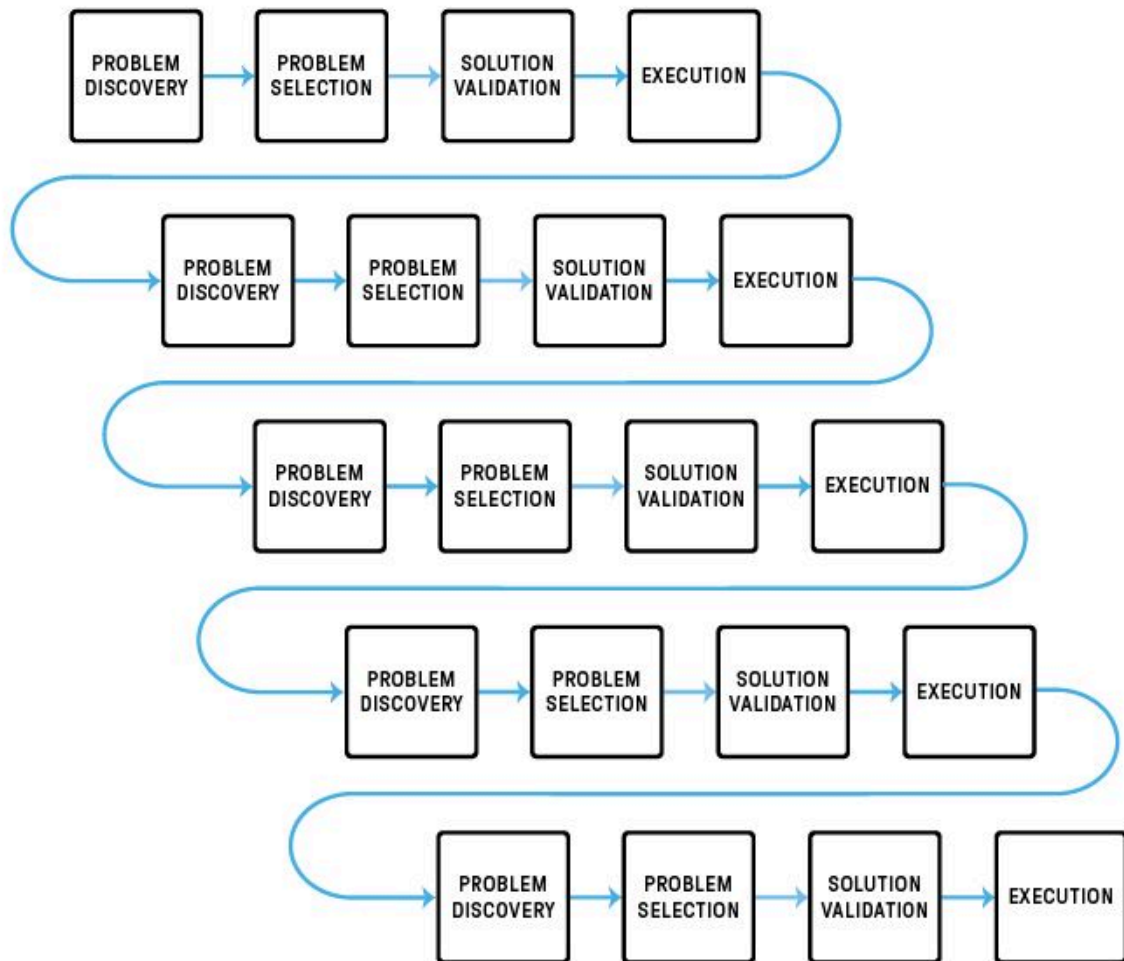 PROBLEM
DISCOVERY
PROBLEM
SELECTION
SOLUTION
VALIDATION
EXECUTION
PROBLEM
DISCOVERY
PROBLEM
SELECTION
SOLUTION
VALIDATION
EXECUTION
PROBLEM
DISCOVERY
PROBLEM
SELECTION
SOLUTION
VALIDATION
EXECUTION
PROBLEM
DISCOVERY
PROBLEM
SELECTION
SOLUTION
VALIDATION
EXECUTION
PROBLEM
DISCOVERY
PROBLEM
SELECTION
SOLUTION
VALIDATION
EXECUTION